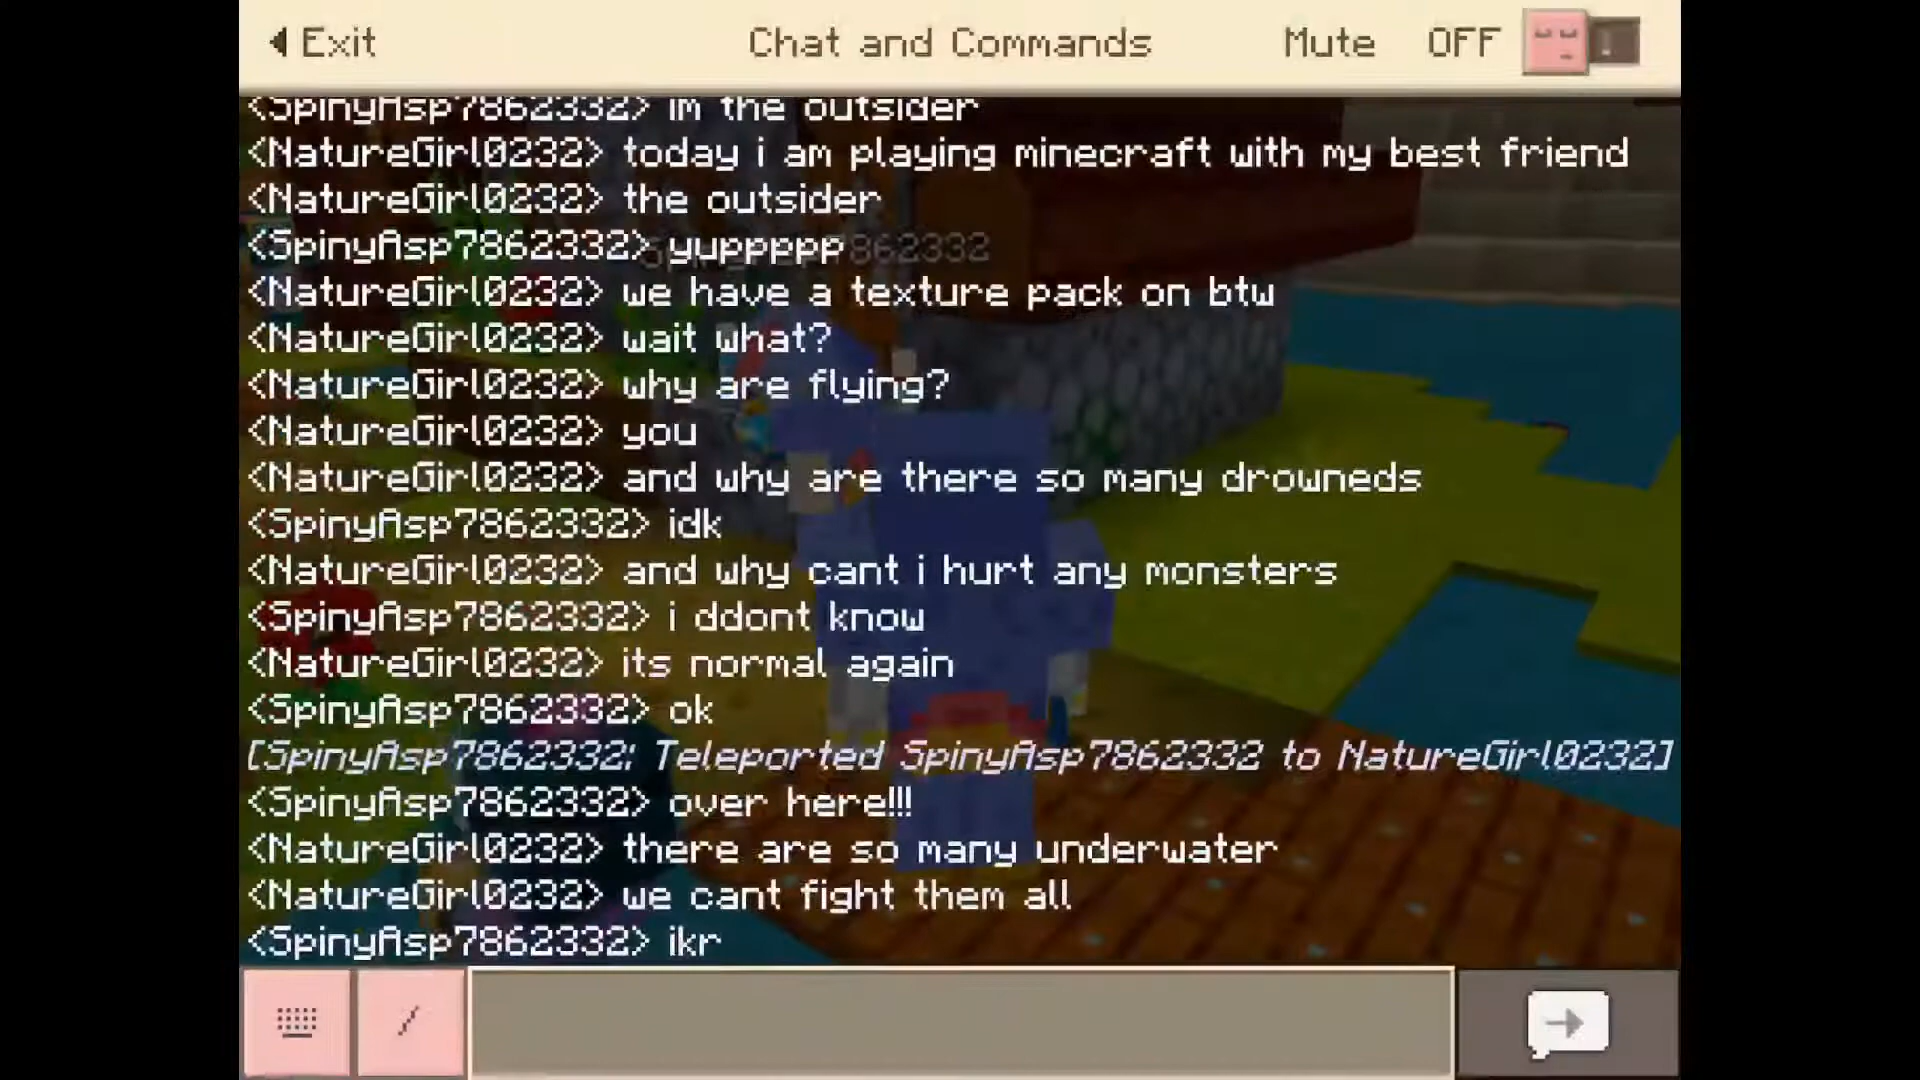 Exit
Chat and Commands
Mute OFF
<SpinyAsp7862332> im the outsider
<NatureGirl0232> today i am playing minecraft with my best friend
<NatureGirl0232> the outsider
<SpinyAsp7862332> yuppppp
<NatureGirl0232> we have a texture pack on btw
<NatureGirl0232> wait what?
<NatureGirl0232> why are flying?
<NatureGirl0232> you
<NatureGirl0232> and why are there so many drowneds
<SpinyAsp7862332> idk
<NatureGirl0232> and why cant i hurt any monsters
<SpinyAsp7862332> i ddont know
<NatureGirl0232> its normal again
<SpinyAsp7862332> ok
[SpinyAsp7862332: Teleported SpinyAsp7862332 to NatureGirl0232]
<SpinyAsp7862332> over here!!!
<NatureGirl0232> there are so many underwater
<NatureGirl0232> we cant fight them all
<SpinyAsp7862332> ikr
/